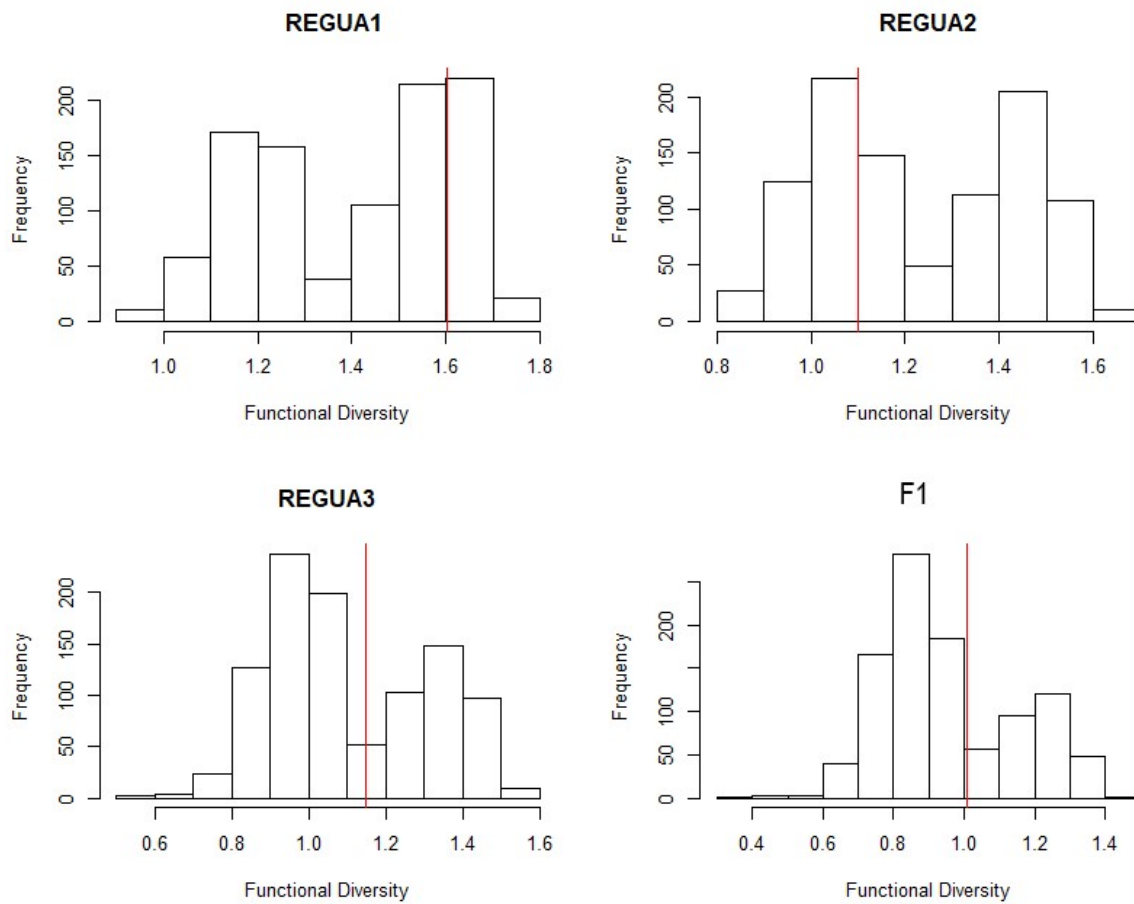 REGUA1
Frequency
200
150
100
50
0
1.0 1.2 1.4 1.6 1.8
Functional Diversity
REGUA2
Frequency
200
150
100
50
0
0.8 1.0 1.2 1.4 1.6
Functional Diversity
REGUA3
Frequency
200
150
100
50
0
0.6 0.8 1.0 1.2 1.4 1.6
Functional Diversity
F1
Frequency
200
100
50
0
0.4 0.6 0.8 1.0 1.2 1.4
Functional Diversity